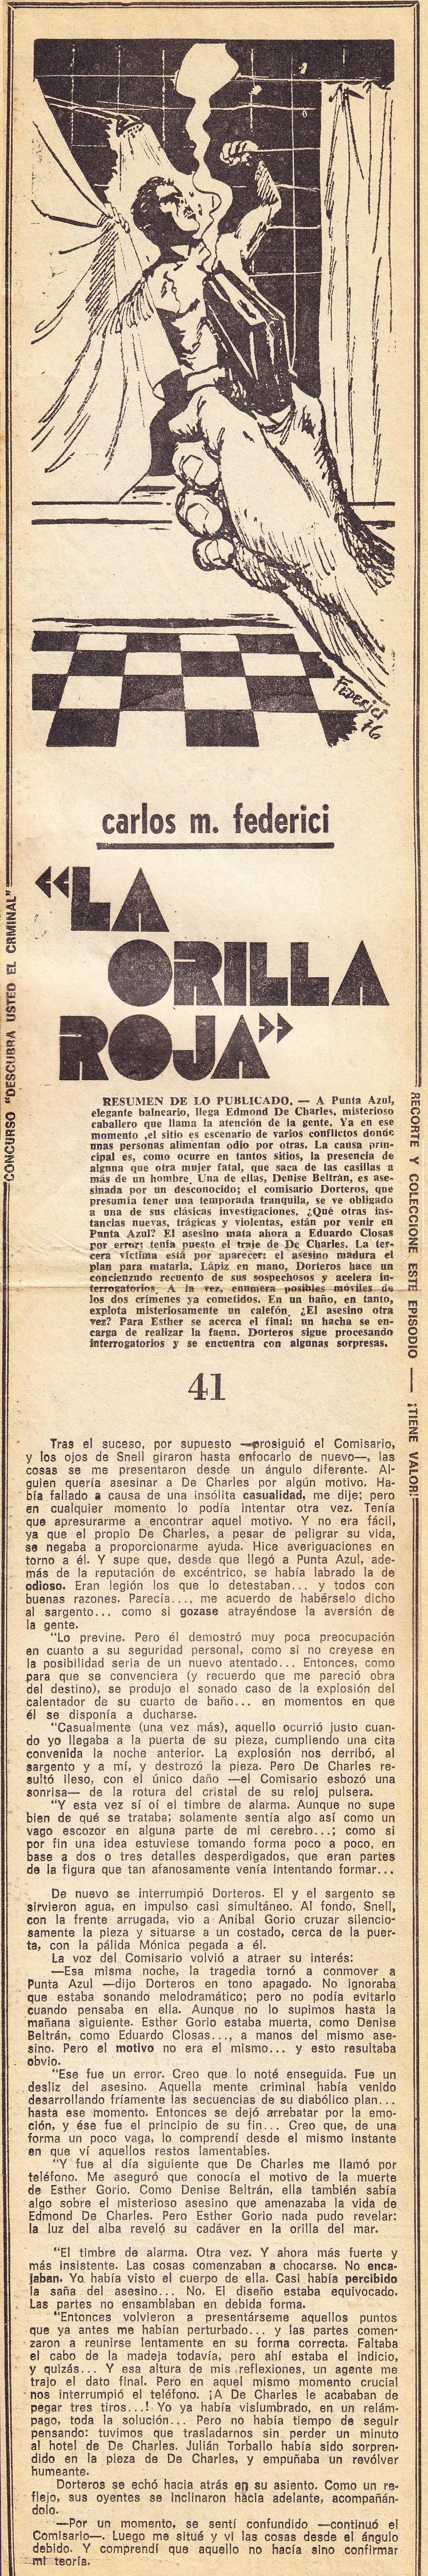 Federici
76
carlos m. federici
“LA
ORILLA
ROJA”
CONCURSO "DESCUBRA USTED EL CRMINAL"
RECORTE Y COLECCIONE ESTE EPISODIO — ¡TIENE VALOR!
RESUMEN DE LO PUBLICADO. — A Punta Azul,
elegante balneario, llega Edmond De Charles, misterioso
caballero que llama la atención de la gente. Ya en ese
momento ,el sitio es escenario de varios conflictos donde
unas personas alimentan odio por otras. La causa prin-
cipal es, como ocurre en tantos sitios, la presencia de
alguna que otra mujer fatal, que saca de las casillas a
más de un hombre. Una de ellas, Denise Beltrán, es ase-
sinada por un desconocido; el comisario Dorteros, que
presumía tener una temporada tranquila, se ve obligado
a una de sus clásicas investigaciones. ¿Qué otras ins-
tancias nuevas, trágicas y violentas, están por venir en
Punta Azul? El asesino mata ahora a Eduardo Closas
por error: tenía puesto el traje de De Charles. La ter-
cera víctima está por aparecer: el asesino madura el
plan para matarla. Lápiz en mano, Dorteros hace un
concienzudo recuento de sus sospechosos y acelera in-
terrogatorios. A la vez, enumera posibles móviles de
los dos crímenes ya cometidos. En un baño, en tanto,
explota misteriosamente un calefón. ¿El asesino otra
vez? Para Esther se acerca el final: un hacha se en-
carga de realizar la faena. Dorteros sigue procesando
interrogatorios y se encuentra con algunas sorpresas.
41
Tras el suceso, por supuesto —prosiguió el Comisario,
y los ojos de Snell giraron hasta enfocarlo de nuevo—, las
cosas se me presentaron desde un ángulo diferente. Al-
guien quería asesinar a De Charles por algún motivo. Ha-
bía fallado a causa de una insólita casualidad, me dije; pero
en cualquier momento lo podía intentar otra vez. Tenía
que apresurarme a encontrar aquel motivo. Y no era fácil,
ya que el propio De Charles, a pesar de peligrar su vida,
se negaba a proporcionarme ayuda. Hice averiguaciones en
torno a él. Y supe que, desde que llegó a Punta Azul, ade-
más de la reputación de excéntrico, se había labrado la de
odioso. Eran legión los que lo detestaban... y todos con
buenas razones. Parecía..., me acuerdo de habérselo dicho
al sargento... como si gozase atrayéndose la aversión de
la gente.
"Lo previne. Pero él demostró muy poca preocupación
en cuanto a su seguridad personal, como si no creyese en
la posibilidad seria de un nuevo atentado... Entonces, como
para que se convenciera (y recuerdo que me pareció obra
del destino), se produjo el sonado caso de la explosión del
calentador de su cuarto de baño... en momentos en que
él se disponía a ducharse.
"Casualmente (una vez más), aquello ocurrió justo cuan-
do yo llegaba a la puerta de su pieza, cumpliendo una cita
convenida la noche anterior. La explosión nos derribó, al
sargento y a mí, y destrozó la pieza. Pero De Charles re-
sultó ileso, con el único daño —el Comisario esbozó una
sonrisa— de la rotura del cristal de su reloj pulsera.
"Y esta vez sí oí el timbre de alarma. Aunque no supe
bien de qué se trataba; solamente sentía algo así como un
vago escozor en alguna parte de mi cerebro...; como si
por fin una idea estuviese tomando forma poco a poco, en
base a dos o tres detalles desperdigados, que eran partes
de la figura que tan afanosamente venía intentando formar...
De nuevo se interrumpió Dorteros. El y el sargento se
sirvieron agua, en impulso casi simultáneo. Al fondo, Snell,
con la frente arrugada, vio a Aníbal Gorio cruzar silencio-
samente la pieza y situarse a un costado, cerca de la puer-
ta, con la pálida Mónica pegada a él.
La voz del Comisario volvió a atraer su interés:
—Esa misma noche, la tragedia tornó a conmover a
Punta Azul —dijo Dorteros en tono apagado. No ignoraba
que estaba sonando melodramático; pero no podía evitarlo
cuando pensaba en ella. Aunque no lo supimos hasta la
mañana siguiente. Esther Gorio estaba muerta, como Denise
Beltrán, como Eduardo Closas..., a manos del mismo ase-
sino. Pero el motivo no era el mismo... y esto resultaba
obvio.
"Ese fue un error. Creo que lo noté enseguida. Fue un
desliz del asesino. Aquella mente criminal había venido
desarrollando fríamente las secuencias de su diabólico plan...
hasta ese momento. Entonces se dejó arrebatar por la emo-
ción, y ése fue el principio de su fin... Creo que, de una
forma un poco vaga, lo comprendí desde el mismo instante
en que ví aquellos restos lamentables.
"Y fue al día siguiente que De Charles me llamó por
teléfono. Me aseguró que conocía el motivo de la muerte
de Esther Gorio. Como Denise Beltrán, ella también sabía
algo sobre el misterioso asesino que amenazaba la vida de
Edmond De Charles. Pero Esther Gorio nada pudo revelar:
la luz del alba reveló su cadáver en la orilla del mar.
"El timbre de alarma. Otra vez. Y ahora más fuerte y
más insistente. Las cosas comenzaban a chocarse. No enca-
jaban. Yo había visto el cuerpo de ella. Casi había percibido
la saña del asesino... No. El diseño estaba equivocado.
Las partes no ensamblaban en debida forma.
"Entonces volvieron a presentárseme aquellos puntos
que ya antes me habían perturbado... y las partes comen-
zaron a reunirse lentamente en su forma correcta. Faltaba
el cabo de la madeja todavía, pero ahí estaba el indicio,
y quizás... Y esa altura de mis reflexiones, un agente me
trajo el dato final. Pero en aquel mismo momento crucial
nos interrumpió el teléfono. ¡A De Charles le acababan de
pegar tres tiros...! Yo ya había vislumbrado, en un relám-
pago, toda la solución... Pero no había tiempo de seguir
pensando: tuvimos que trasladarnos sin perder un minuto
al hotel de De Charles. Julián Torballo había sido sorpren-
dido en la pieza de De Charles, y empuñaba un revólver
humeante.
Dorteros se echó hacia atrás en su asiento. Como un re-
flejo, sus oyentes se inclinaron hacia adelante, acompañán-
dolo.
—Por un momento, se sentí confundido —continuó el
Comisario—. Luego me situé y vi las cosas desde el ángulo
debido. Y comprendí que aquello no hacía sino confirmar
mi teoría.